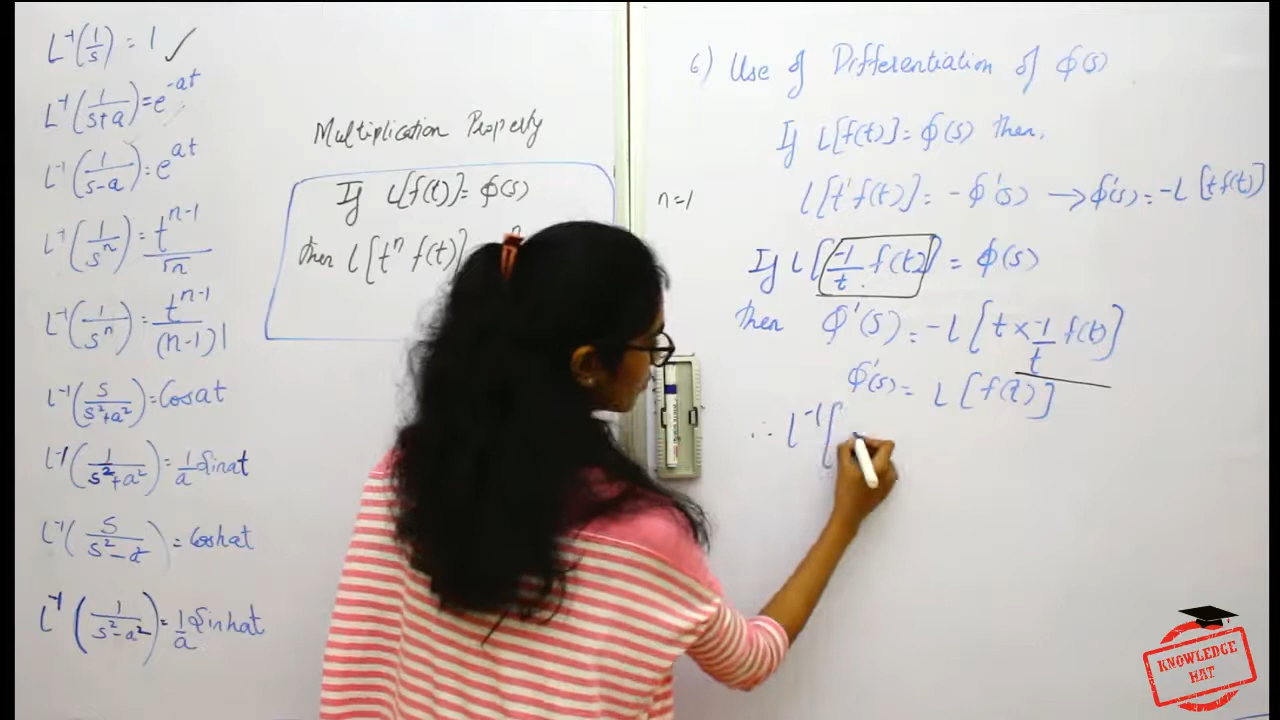 L⁻¹(1/s) = 1 ✓
L⁻¹(1/(s+a)) = e^(-at)
L⁻¹(1/(s-a)) = e^(at)
L⁻¹(1/sⁿ) = t^(n-1)/√n
L⁻¹(1/sⁿ) = t^(n-1)/(n-1)!
L⁻¹(s/(s²+a²)) = Cosat
L⁻¹(1/(s²+a²)) = 1/a Sinat
L⁻¹(s/(s²-a²)) = Coshat
L⁻¹(1/(s²-a²)) = 1/a Sinhat
Multiplication Property
If L[f(t)] = φ(s)
then L[tⁿ f(t)]
n=1
6) Use of Differentiation of φ(s)
If L[f(t)] = φ(s) then,
L[t' f(t)] = -φ'(s) → φ'(s) = -L[t f(t)]
If L[-1/t f(t)] = φ(s)
then φ'(s) = -L[t × -1/t f(t)]
φ'(s) = L[f(t)]
∴ L⁻¹[
KNOWLEDGE
HAT